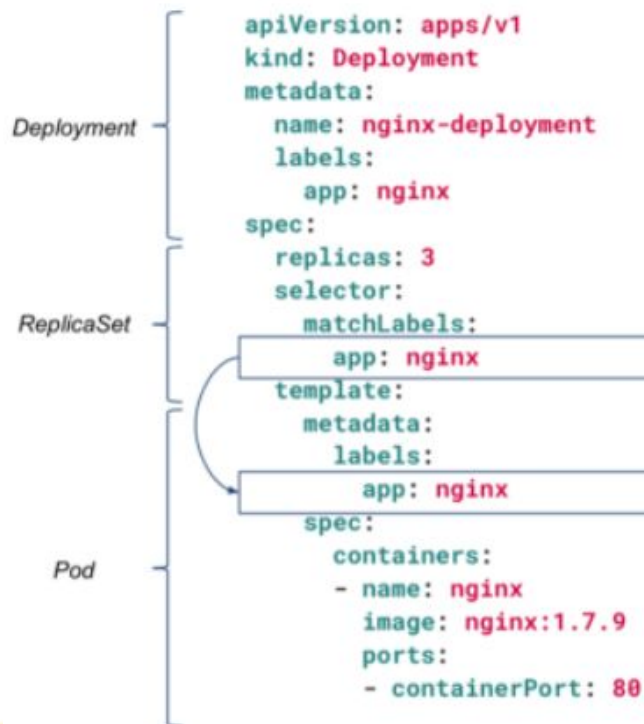 apiVersion: apps/v1
kind: Deployment
metadata:
Deployment
name: nginx-deployment
labels:
app: nginx
spec:
replicas: 3
selector:
ReplicaSet
matchLabels:
app: nginx
template:
metadata:
labels:
app: nginx
spec:
Pod
containers:
- name: nginx
image: nginx:1.7.9
ports:
- containerPort: 80